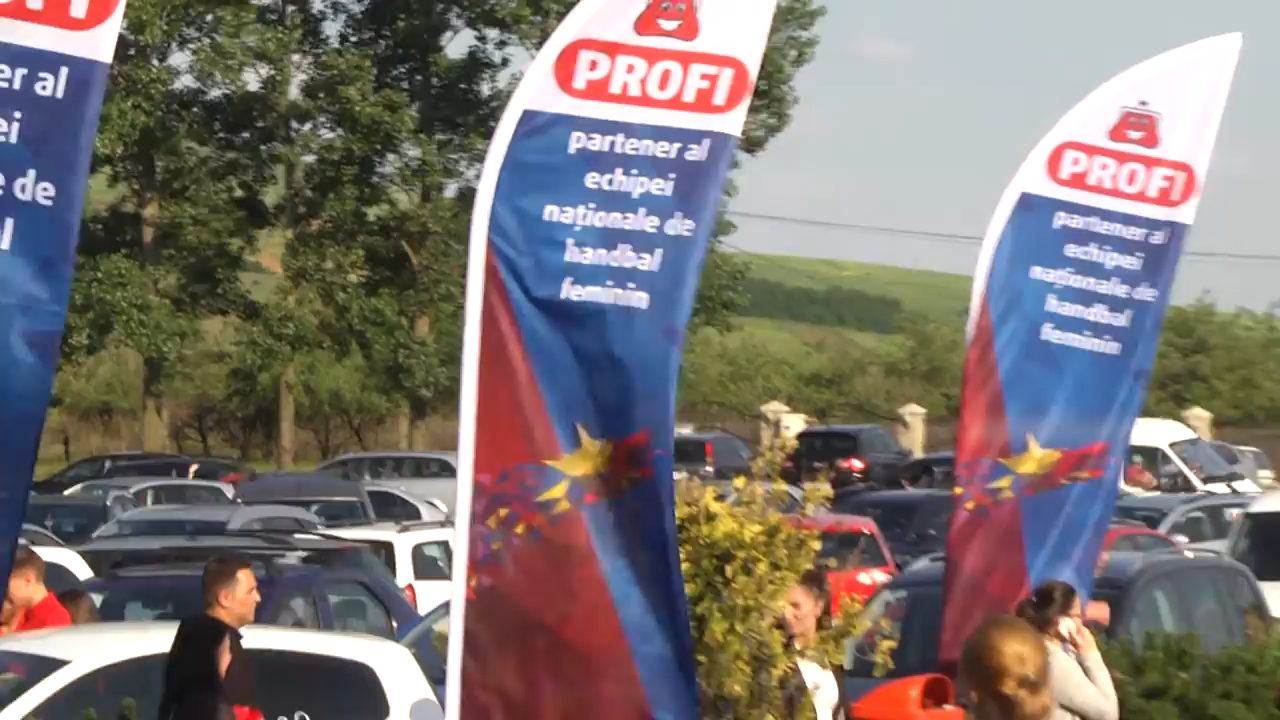 er al
ei
e de
l
PROFI
partener al
echipei
naționale de
handbal
feminin
PROFI
partener al
echipei
naționale de
handbal
feminin